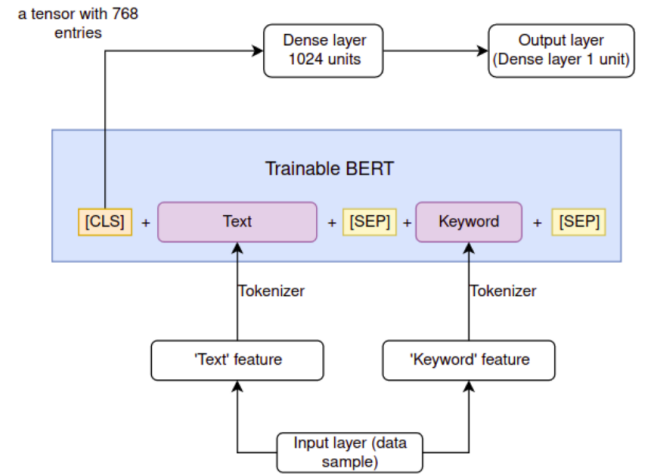 a tensor with 768
entries
Dense layer
1024 units
Output layer
(Dense layer 1 unit)
Trainable BERT
[CLS] + Text + [SEP] + Keyword + [SEP]
Tokenizer Tokenizer
'Text' feature 'Keyword' feature
Input layer (data
sample)